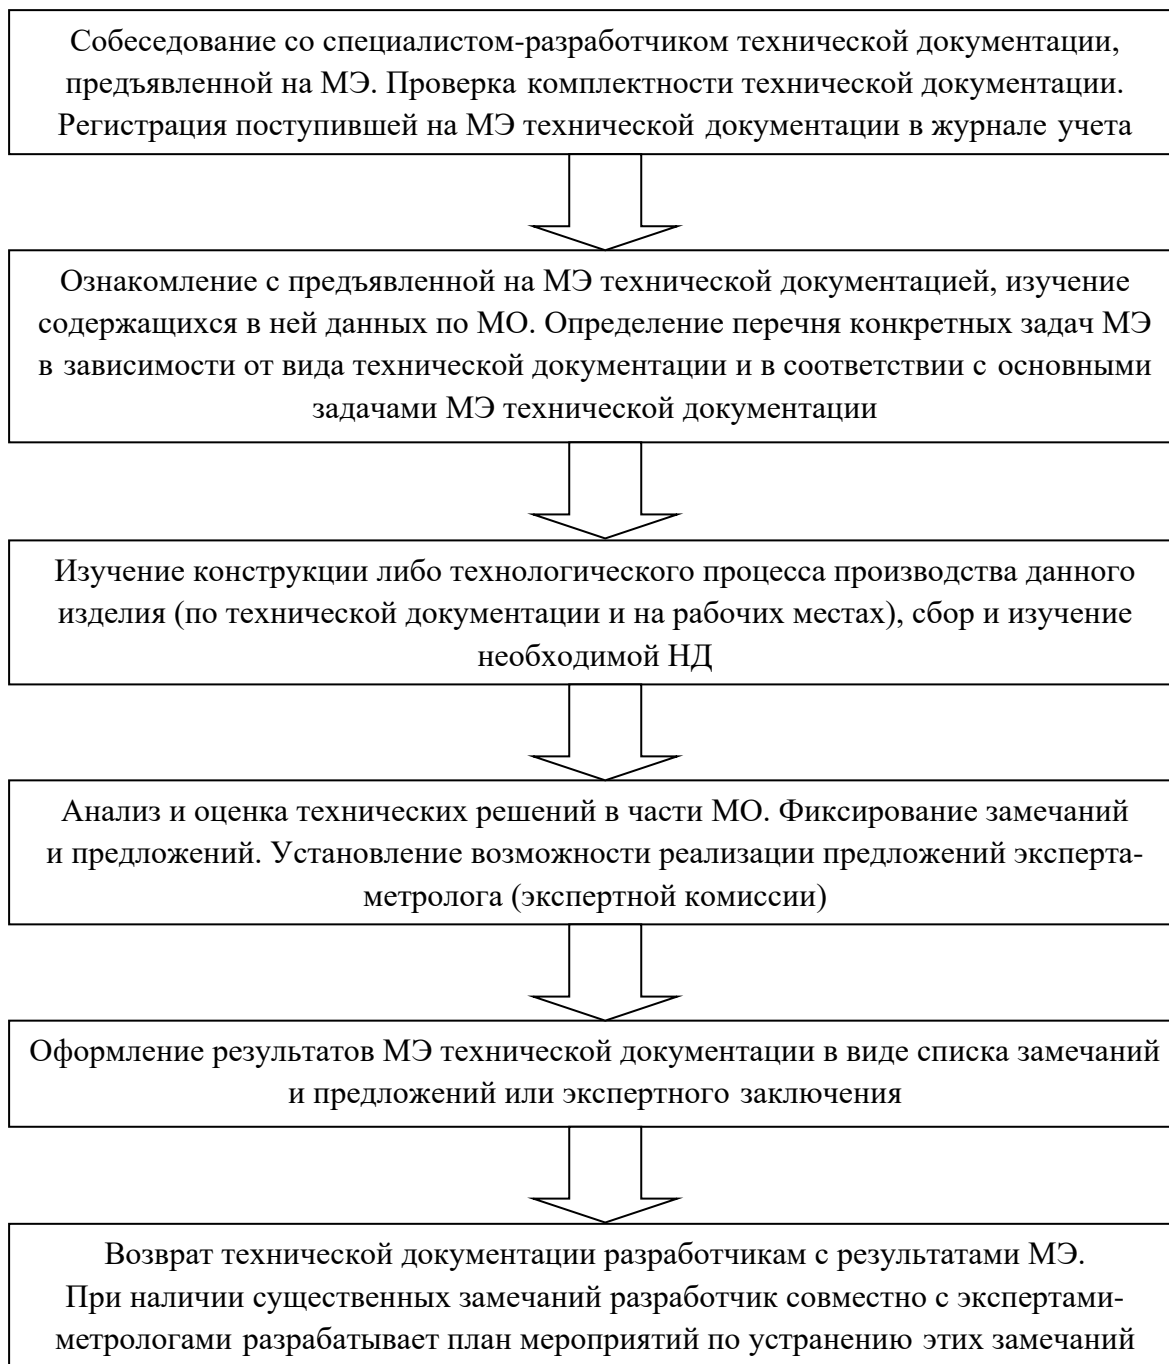 Собеседование со специалистом-разработчиком технической документации,
предъявленной на МЭ. Проверка комплектности технической документации.
Регистрация поступившей на МЭ технической документации в журнале учета
Ознакомление с предъявленной на МЭ технической документацией, изучение
содержащихся в ней данных по МО. Определение перечня конкретных задач МЭ
в зависимости от вида технической документации и в соответствии с основными
задачами МЭ технической документации
Изучение конструкции либо технологического процесса производства данного
изделия (по технической документации и на рабочих местах), сбор и изучение
необходимой НД
Анализ и оценка технических решений в части МО. Фиксирование замечаний
и предложений. Установление возможности реализации предложений эксперта-
метролога (экспертной комиссии)
Оформление результатов МЭ технической документации в виде списка замечаний
и предложений или экспертного заключения
Возврат технической документации разработчикам с результатами МЭ.
При наличии существенных замечаний разработчик совместно с экспертами-
метрологами разрабатывает план мероприятий по устранению этих замечаний